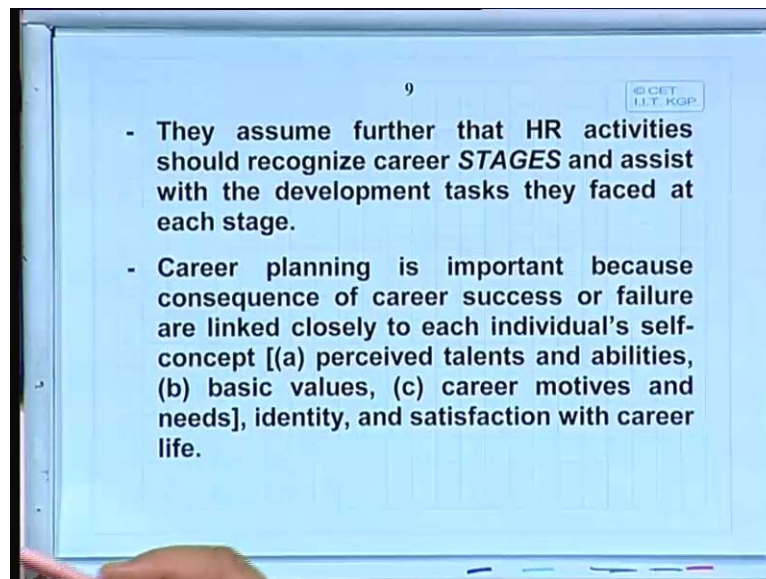 9
© CET
I.I.T. KGP
- They assume further that HR activities
should recognize career STAGES and assist
with the development tasks they faced at
each stage.
- Career planning is important because
consequence of career success or failure
are linked closely to each individual's self-
concept [(a) perceived talents and abilities,
(b) basic values, (c) career motives and
needs], identity, and satisfaction with career
life.